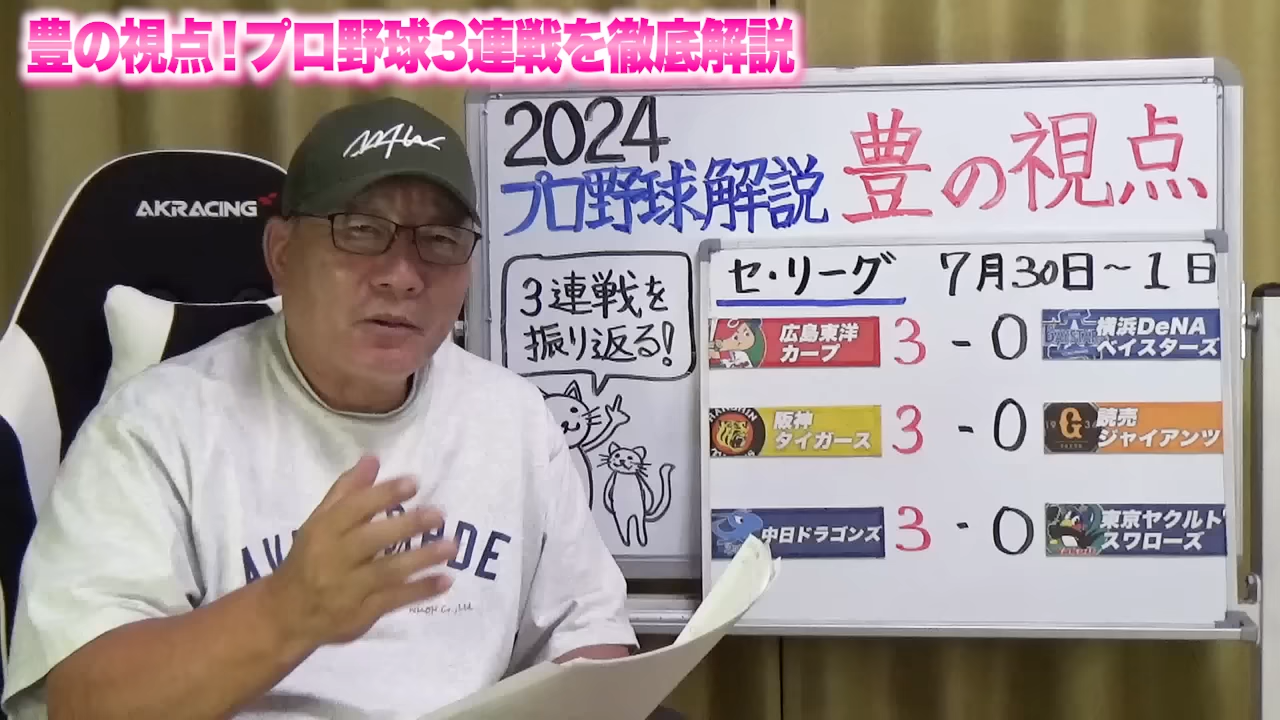 豊の視点！プロ野球3連戦を徹底解説
2024
プロ野球解説 豊の視点
AKRACING
3連戦を
振り返る!
セ・リーグ 7月30日～1日
広島東洋
カープ
3 - 0
横浜DeNA
ベイスターズ
阪神
タイガース
3 - 0
G
読売
ジャイアンツ
中日ドラゴンズ
3 - 0
東京ヤクルト
スワローズ